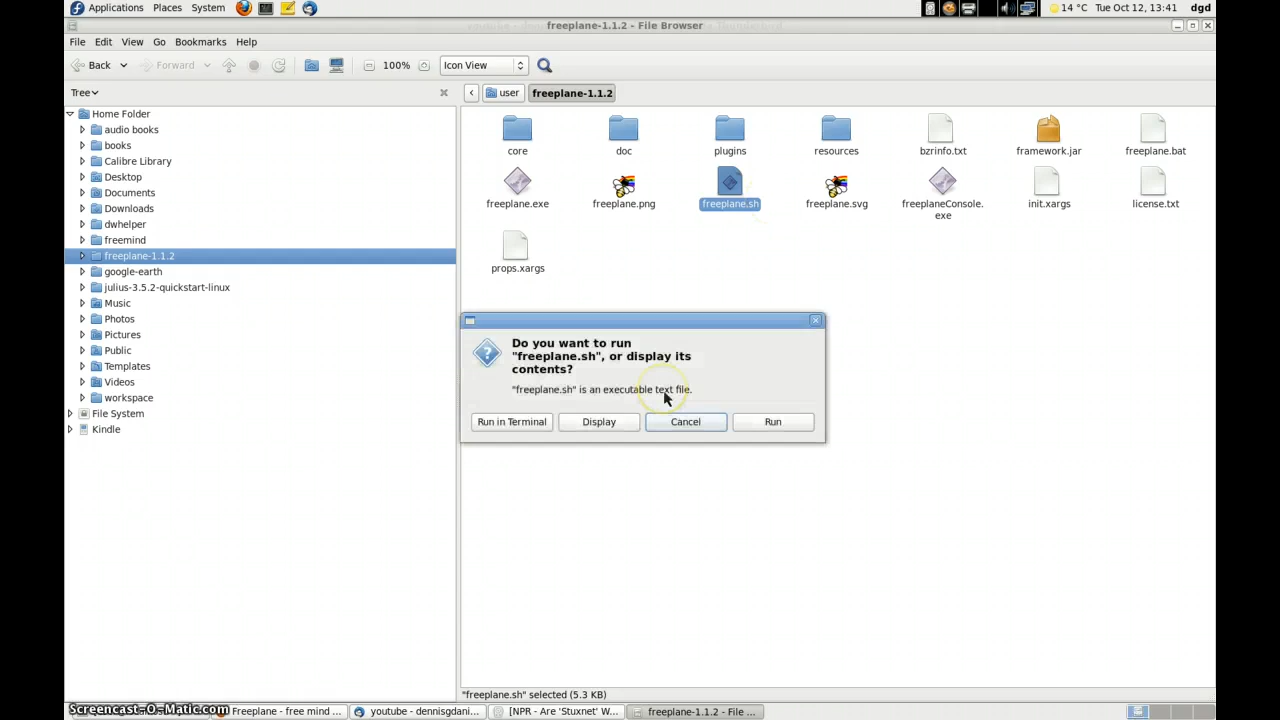 Applications Places System
14 °C Tue Oct 12, 13:41 dgd
freeplane-1.1.2 - File Browser
File Edit View Go Bookmarks Help
Back Forward 100% Icon View
Tree user freeplane-1.1.2
Home Folder
audio books
books
Calibre Library
Desktop
Documents
Downloads
dwhelper
freemind
freeplane-1.1.2
google-earth
julius-3.5.2-quickstart-linux
Music
Photos
Pictures
Public
Templates
Videos
workspace
File System
Kindle
core doc plugins resources bzrinfo.txt framework.jar freeplane.bat
freeplane.exe freeplane.png freeplane.sh freeplane.svg freeplaneConsole.exe init.xargs license.txt
props.xargs
Do you want to run
"freeplane.sh", or display its
contents?
"freeplane.sh" is an executable text file.
Run in Terminal Display Cancel Run
"freeplane.sh" selected (5.3 KB)
Screencast-O-Matic.com Freeplane - free mind ... youtube - dennisgdani... [NPR - Are 'Stuxnet' W... freeplane-1.1.2 - File ...